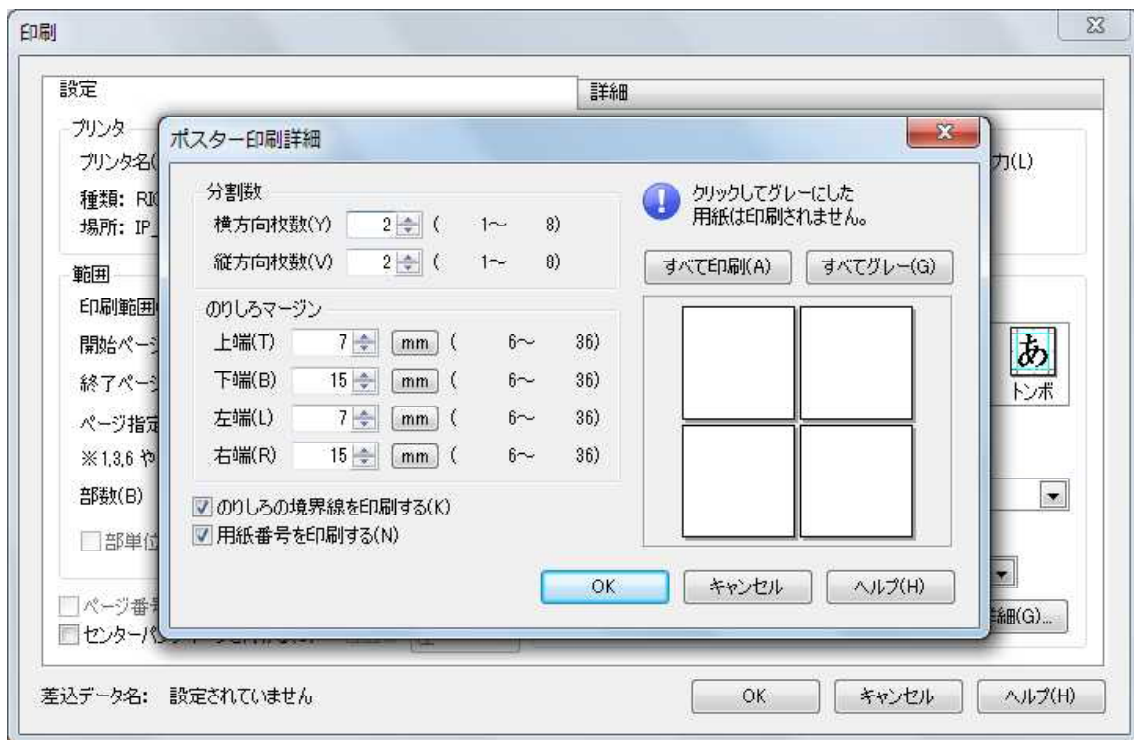 印刷
設定
詳細
プリンタ
プリンタ名(
力(L)
種類: RIC
場所: IP_
範囲
印刷範囲
開始ページ
終了ページ
ページ指定
※1,3,6 や
部数(B)
部単位
ページ番号
トンボ
細(G)...
ポスター印刷詳細
分割数
横方向枚数(Y) 2 ( 1～ 8)
縦方向枚数(V) 2 ( 1～ 8)
のりしろマージン
上端(T) 7 mm ( 6～ 36)
下端(B) 15 mm ( 6～ 36)
左端(L) 7 mm ( 6～ 36)
右端(R) 15 mm ( 6～ 36)
のりしろの境界線を印刷する(K)
用紙番号を印刷する(N)
クリックしてグレーにした
用紙は印刷されません。
すべて印刷(A) すべてグレー(G)
OK キャンセル ヘルプ(H)
差込データ名: 設定されていません
OK キャンセル ヘルプ(H)